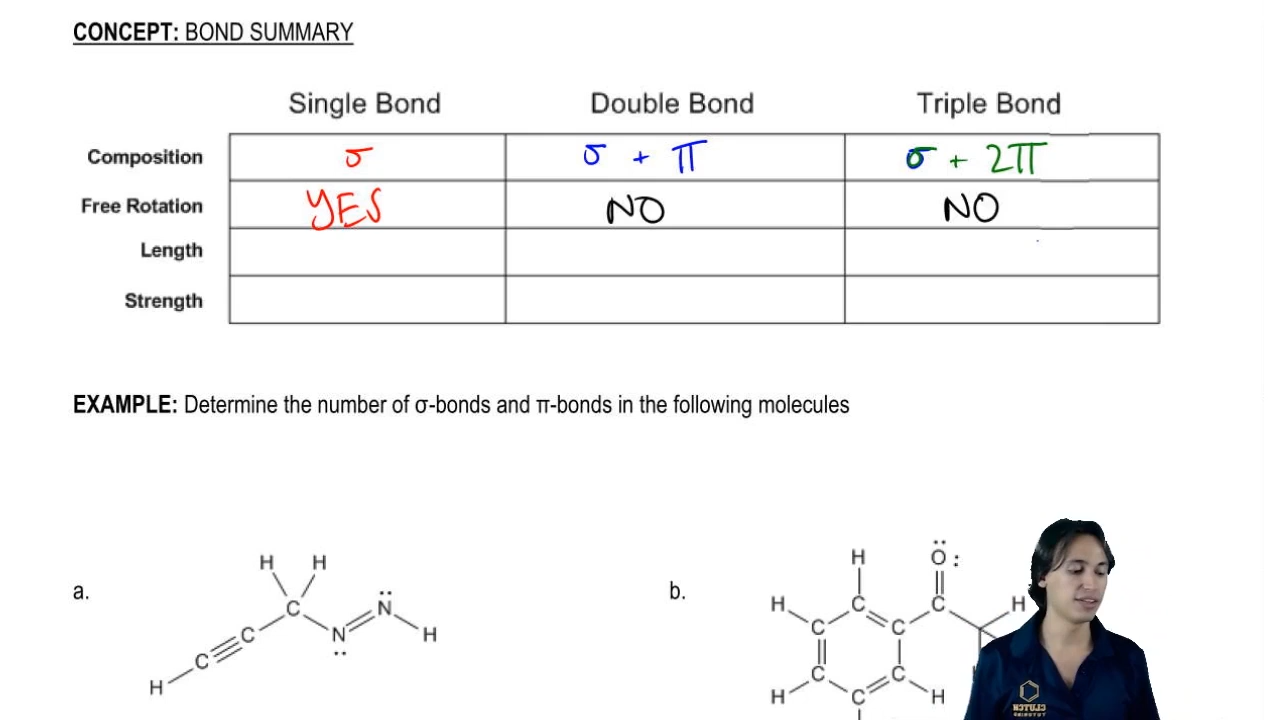 CONCEPT: BOND SUMMARY
Single Bond Double Bond Triple Bond
Composition σ σ + π σ + 2π
Free Rotation YES NO NO
Length
Strength
EXAMPLE: Determine the number of σ-bonds and π-bonds in the following molecules
a.
H H
C
N̈
C
N
H
C
H
b.
H
Ö:
H
C
C
H
C
C
C
C
H
C
H
CLUTCH